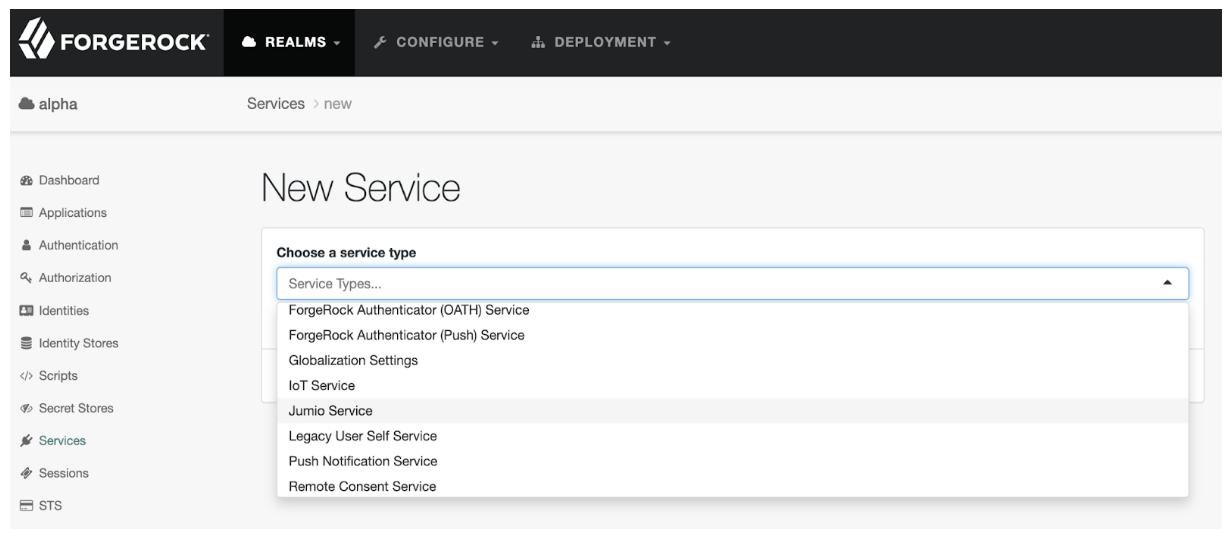 FORGEROCK
REALMS
CONFIGURE
DEPLOYMENT
alpha
Services > new
Dashboard
Applications
Authentication
Authorization
Identities
Identity Stores
Scripts
Secret Stores
Services
Sessions
STS
New Service
Choose a service type
Service Types...
ForgeRock Authenticator (OATH) Service
ForgeRock Authenticator (Push) Service
Globalization Settings
IoT Service
Jumio Service
Legacy User Self Service
Push Notification Service
Remote Consent Service